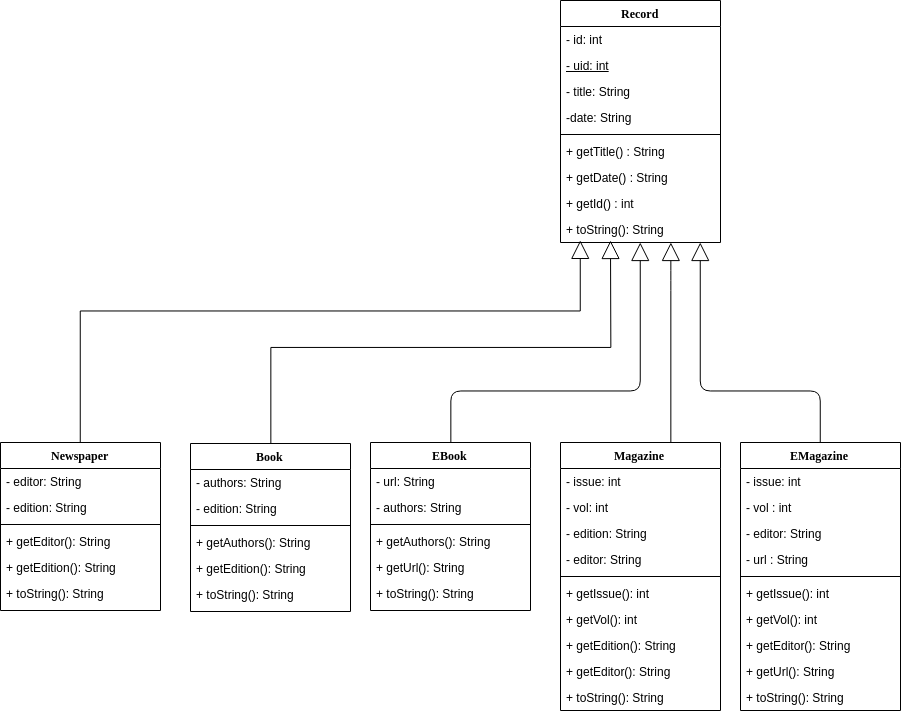 Record
- id: int
- uid: int
- title: String
-date: String
+ getTitle() : String
+ getDate() : String
+ getId() : int
+ toString(): String
Newspaper
- editor: String
- edition: String
+ getEditor(): String
+ getEdition(): String
+ toString(): String
Book
- authors: String
- edition: String
+ getAuthors(): String
+ getEdition(): String
+ toString(): String
EBook
- url: String
- authors: String
+ getAuthors(): String
+ getUrl(): String
+ toString(): String
Magazine
- issue: int
- vol: int
- edition: String
- editor: String
+ getIssue(): int
+ getVol(): int
+ getEdition(): String
+ getEditor(): String
+ toString(): String
EMagazine
- issue: int
- vol : int
- editor: String
- url : String
+ getIssue(): int
+ getVol(): int
+ getEditor(): String
+ getUrl(): String
+ toString(): String